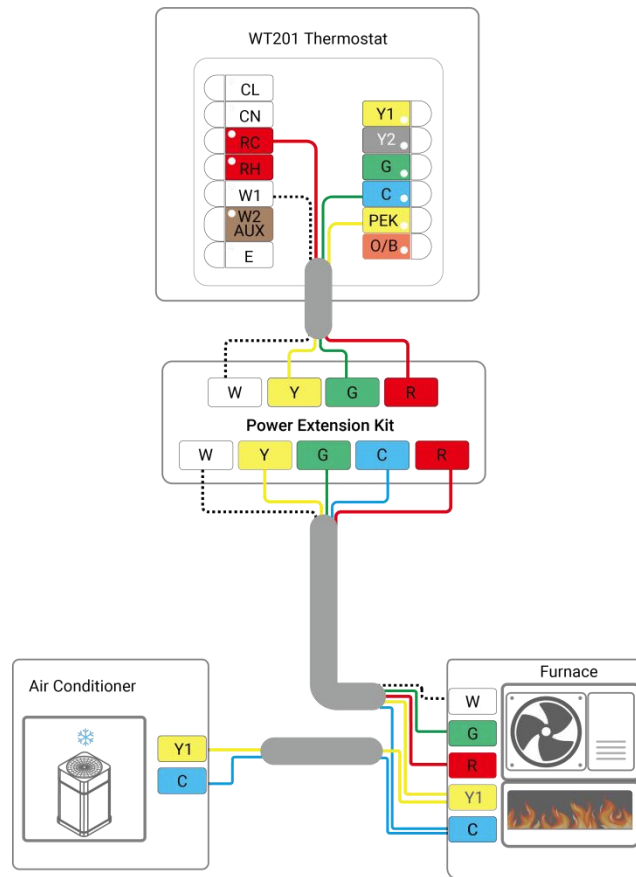 WT201 Thermostat
CL
CN
RC
RH
W1
W2
AUX
E
Y1
Y2
G
C
PEK
O/B
W
Y
G
R
Power Extension Kit
W
Y
G
C
R
Air Conditioner
Y1
C
Furnace
W
G
R
Y1
C